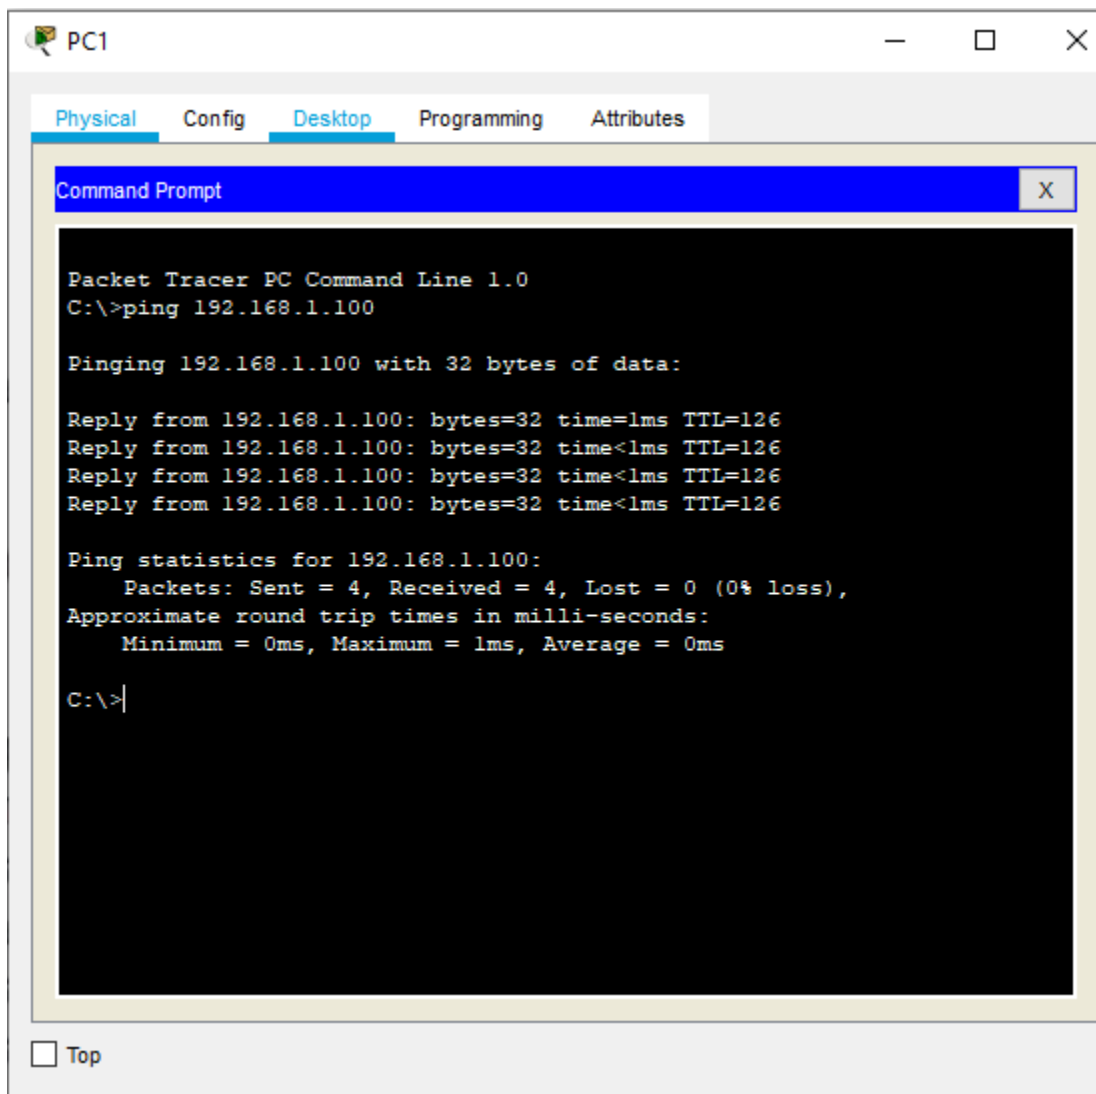 PC1
Physical Config Desktop Programming Attributes
Command Prompt X
Packet Tracer PC Command Line 1.0
C:\>ping 192.168.1.100
Pinging 192.168.1.100 with 32 bytes of data:
Reply from 192.168.1.100: bytes=32 time=1ms TTL=126
Reply from 192.168.1.100: bytes=32 time<1ms TTL=126
Reply from 192.168.1.100: bytes=32 time<1ms TTL=126
Reply from 192.168.1.100: bytes=32 time<1ms TTL=126
Ping statistics for 192.168.1.100:
Packets: Sent = 4, Received = 4, Lost = 0 (0% loss),
Approximate round trip times in milli-seconds:
Minimum = 0ms, Maximum = 1ms, Average = 0ms
C:\>
Top